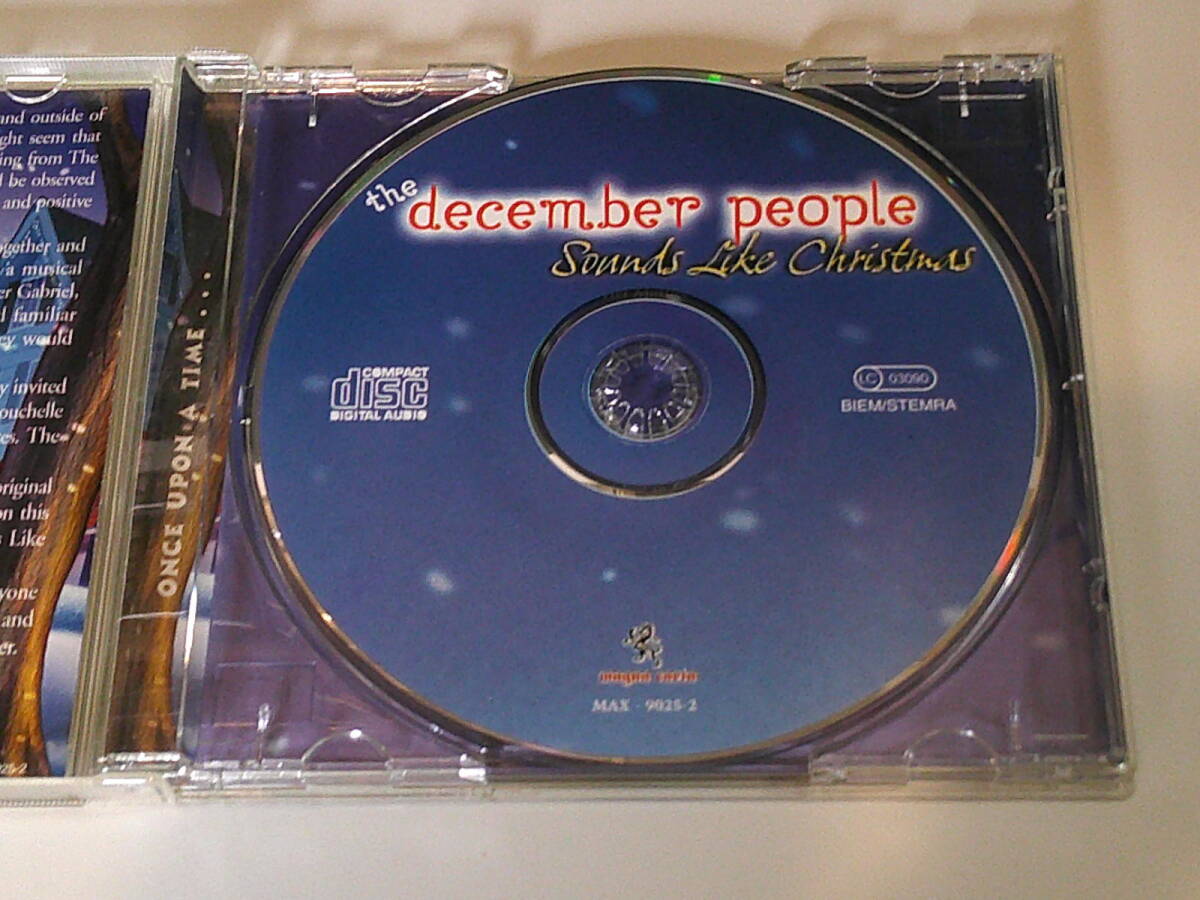 and outside of
ght seem that
ing from The
be observed
and positive
ogether and
a musical
er Gabriel,
d familiar
ey would
y invited
ouchelle
es. The
original
on this
Like
yone
and
er.
ONCE UPON A TIME...
the december people
Sounds Like Christmas
COMPACT
disc
DIGITAL AUDIO
LC 03090
BIEM/STEMRA
magna carta
MAX - 9025-2